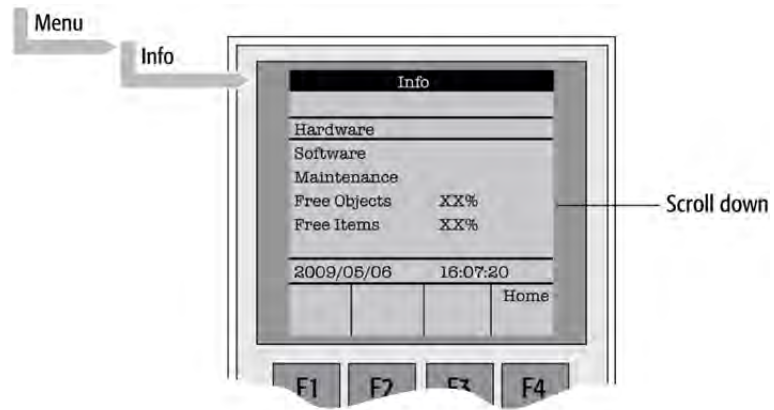 Menu
Info
Info
Hardware
Software
Maintenance
Free Objects XX%
Free Items XX%
Scroll down
2009/05/06 16:07:20
Home
F1 F2 F3 F4